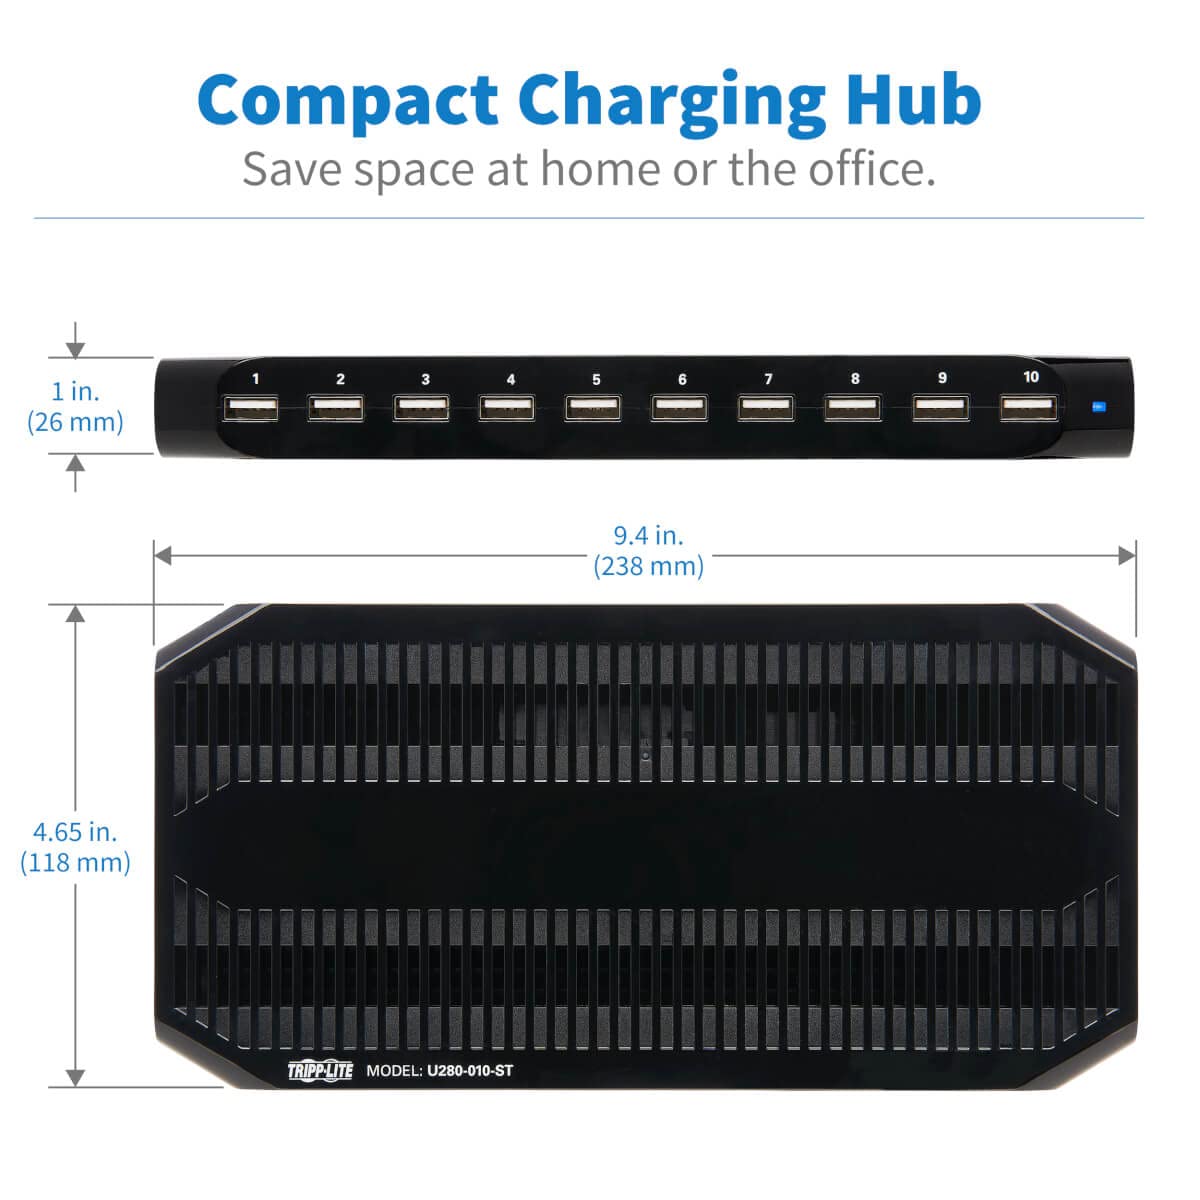 Compact Charging Hub
Save space at home or the office.
1 in.
(26 mm)
1 2 3 4 5 6 7 8 9 10
9.4 in.
(238 mm)
4.65 in.
(118 mm)
TRIPP-LITE MODEL: U280-010-ST